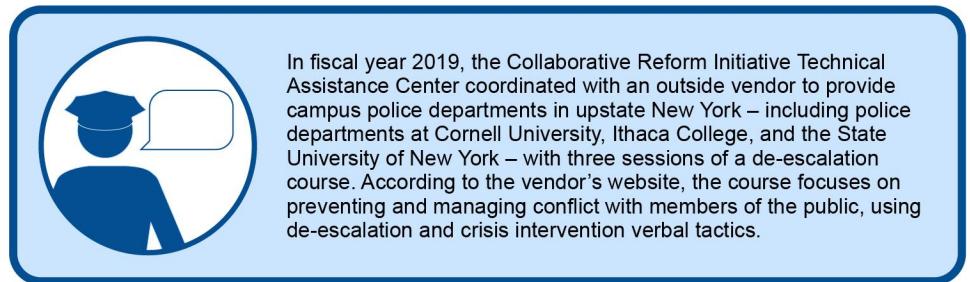 In fiscal year 2019, the Collaborative Reform Initiative Technical
Assistance Center coordinated with an outside vendor to provide
campus police departments in upstate New York – including police
departments at Cornell University, Ithaca College, and the State
University of New York – with three sessions of a de-escalation
course. According to the vendor’s website, the course focuses on
preventing and managing conflict with members of the public, using
de-escalation and crisis intervention verbal tactics.